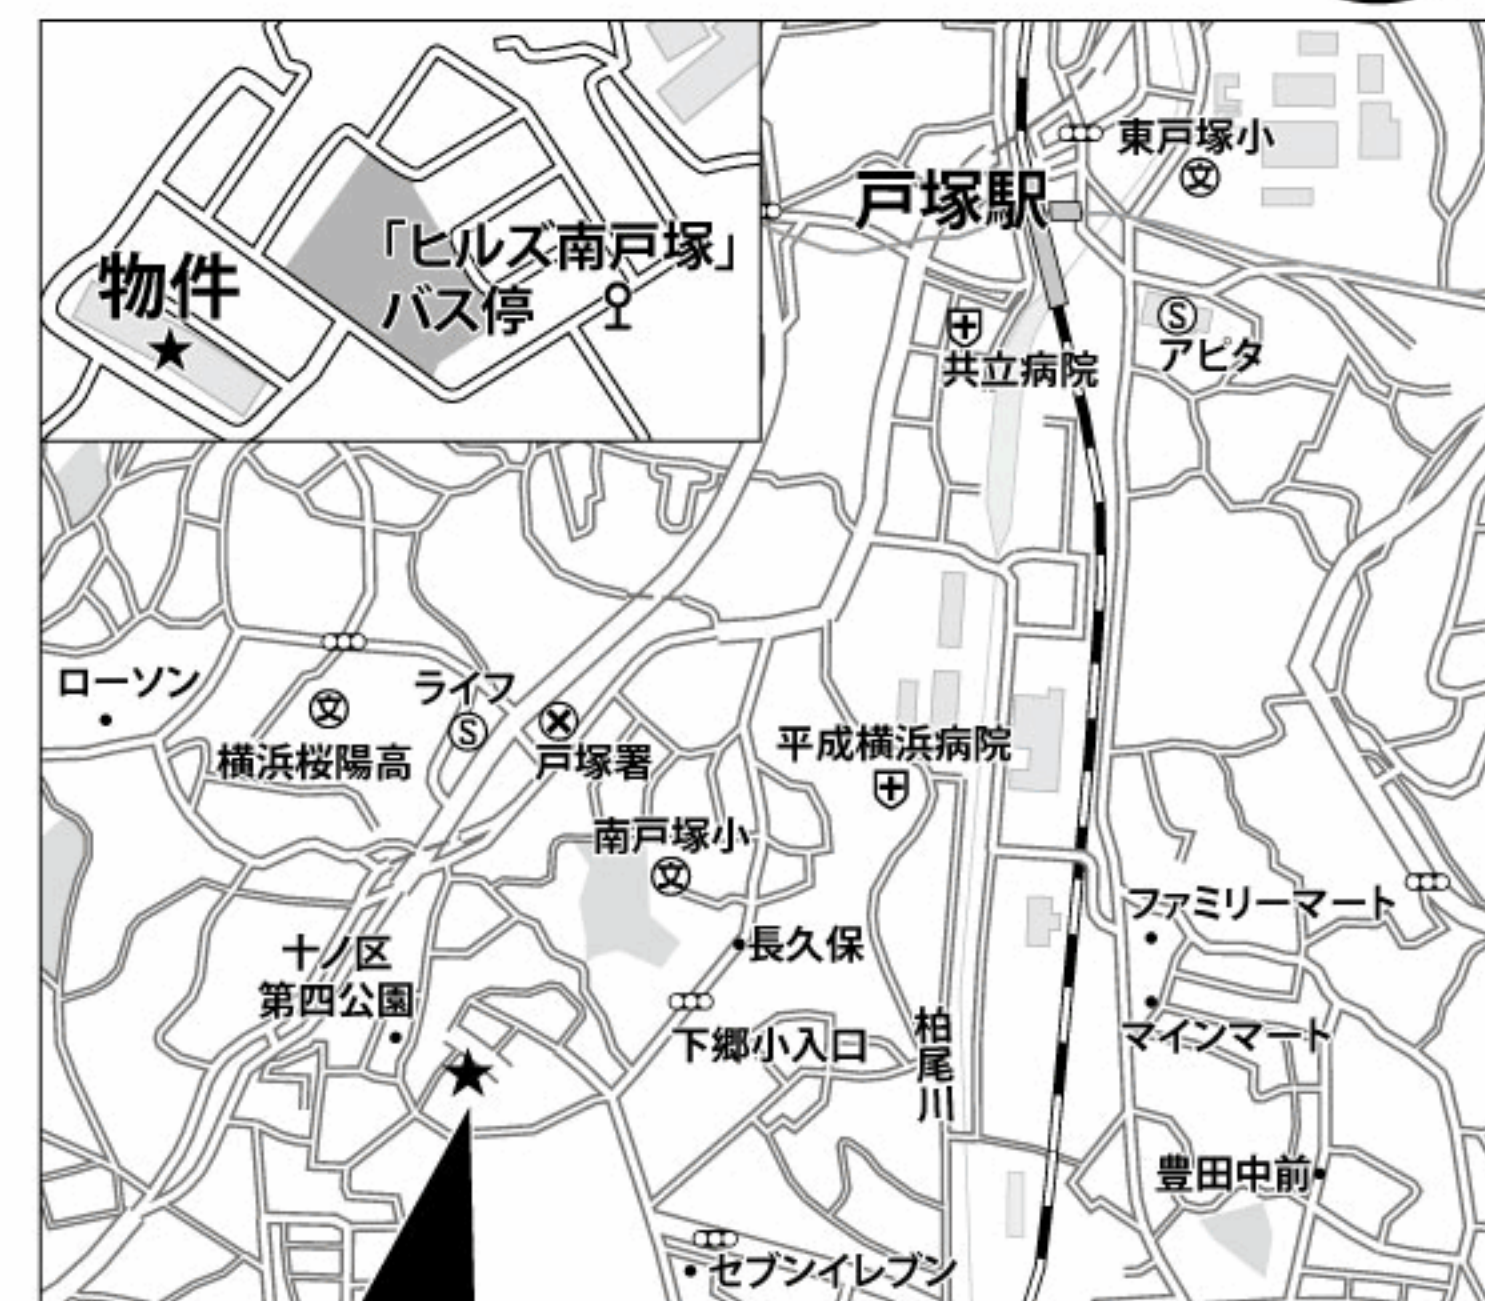 「ヒルズ南戸塚」
バス停
物件
東戸塚小
文
戸塚駅
S
アピタ
共立病院
ローソン
文
横浜桜陽高
ライフ
S
戸塚署
平成横浜病院
南戸塚小
文
ファミリーマート
長久保
十ノ区
第四公園
下郷小入口
柏尾川
マインマート
豊田中前
セブンイレブン